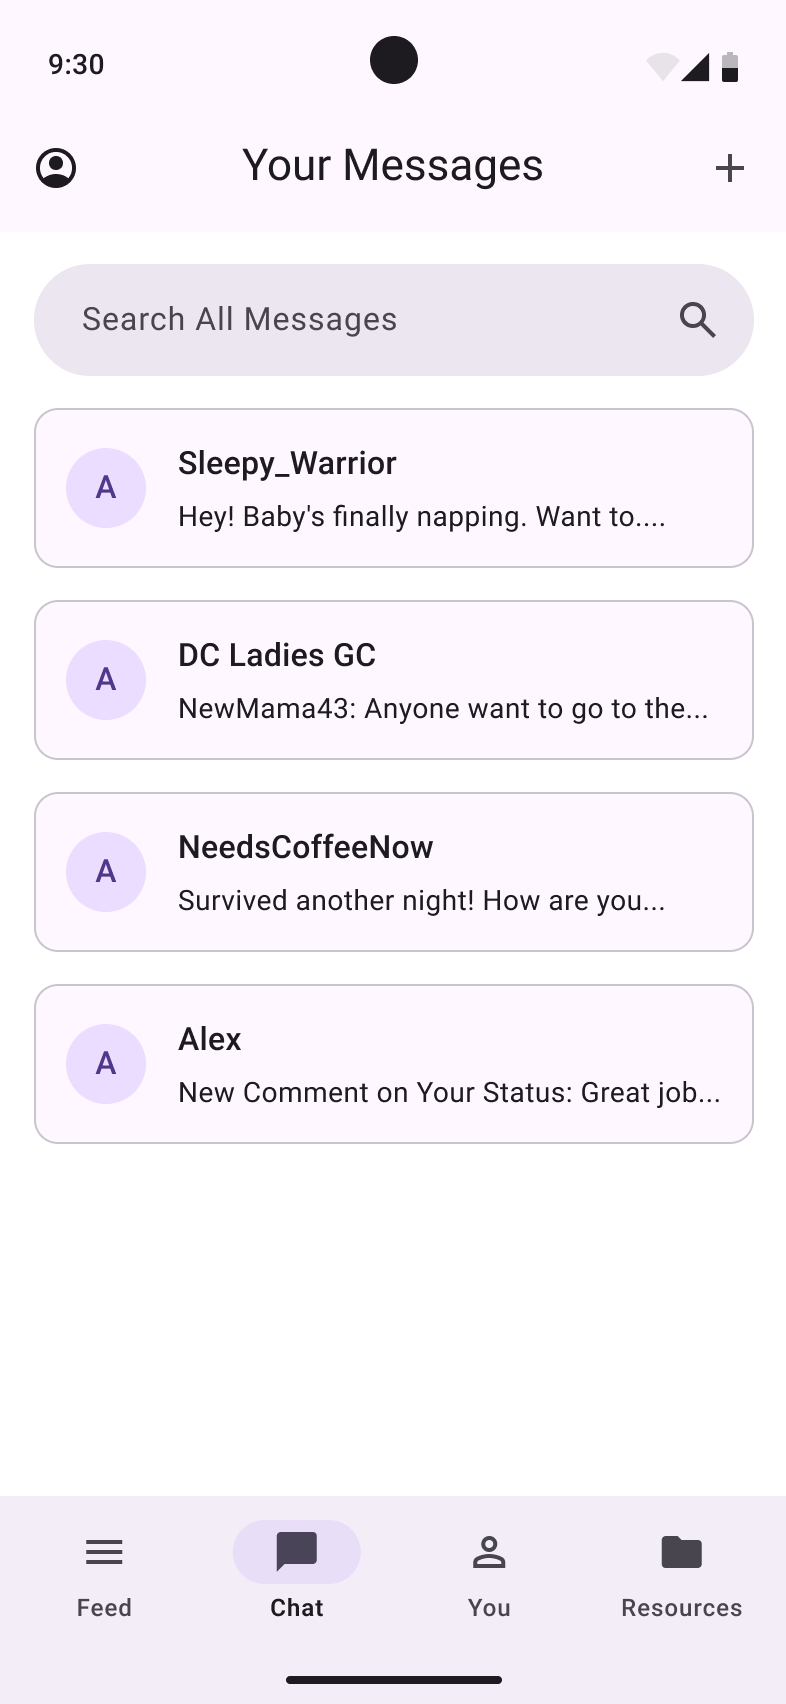 9:30
Your Messages
Search All Messages
A
Sleepy_Warrior
Hey! Baby's finally napping. Want to....
A
DC Ladies GC
NewMama43: Anyone want to go to the...
A
NeedsCoffeeNow
Survived another night! How are you...
A
Alex
New Comment on Your Status: Great job...
Feed
Chat
You
Resources